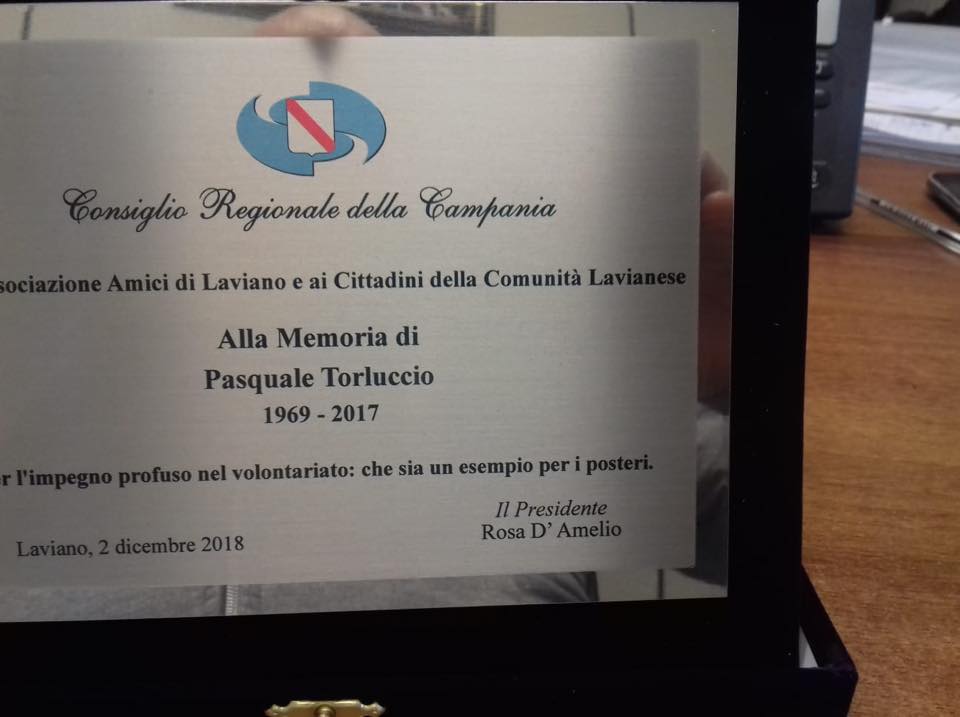 Consiglio Regionale della Campania
sociazione Amici di Laviano e ai Cittadini della Comunità Lavianese
Alla Memoria di
Pasquale Torluccio
1969 - 2017
r l'impegno profuso nel volontariato: che sia un esempio per i posteri.
Il Presidente
Rosa D' Amelio
Laviano, 2 dicembre 2018